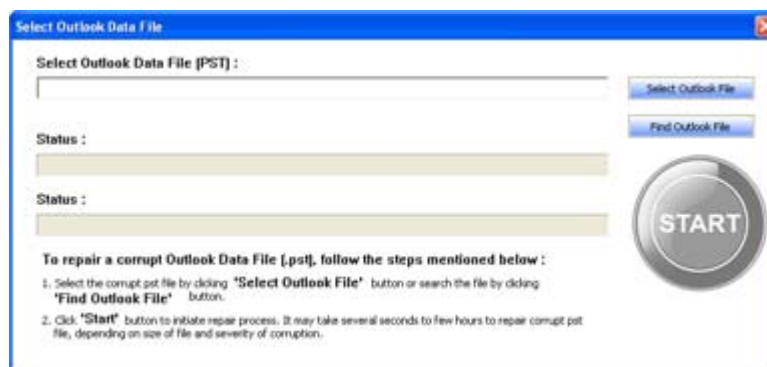 Select Outlook Data File
Select Outlook Data File (PST) :
Select Outlook File
Find Outlook File
Status :
Status :
START
To repair a corrupt Outlook Data File [.pst], follow the steps mentioned below :
1. Select the corrupt pst file by clicking "Select Outlook File" button or search the file by clicking
"Find Outlook File" button.
2. Click "Start" button to initiate repair process. It may take several seconds to few hours to repair corrupt pst
file, depending on size of file and severity of corruption.